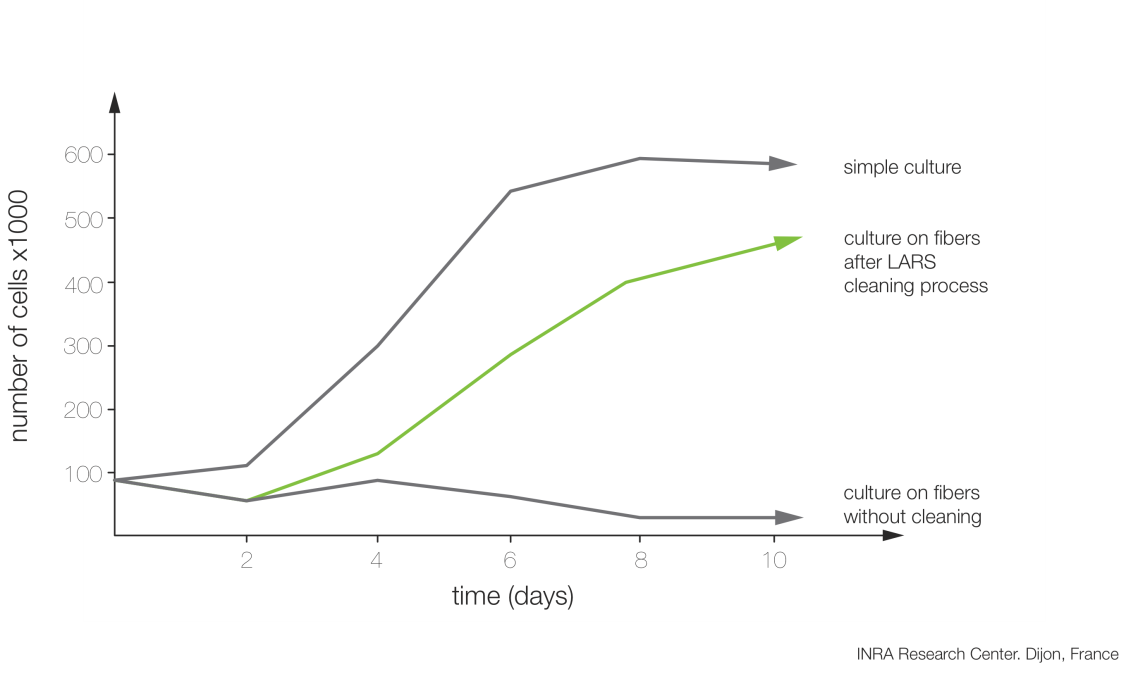 600
500
400
300
200
100
number of cells x1000
2
4
6
8
10
time (days)
simple culture
culture on fibers
after LARS
cleaning process
culture on fibers
without cleaning
INRA Research Center. Dijon, France